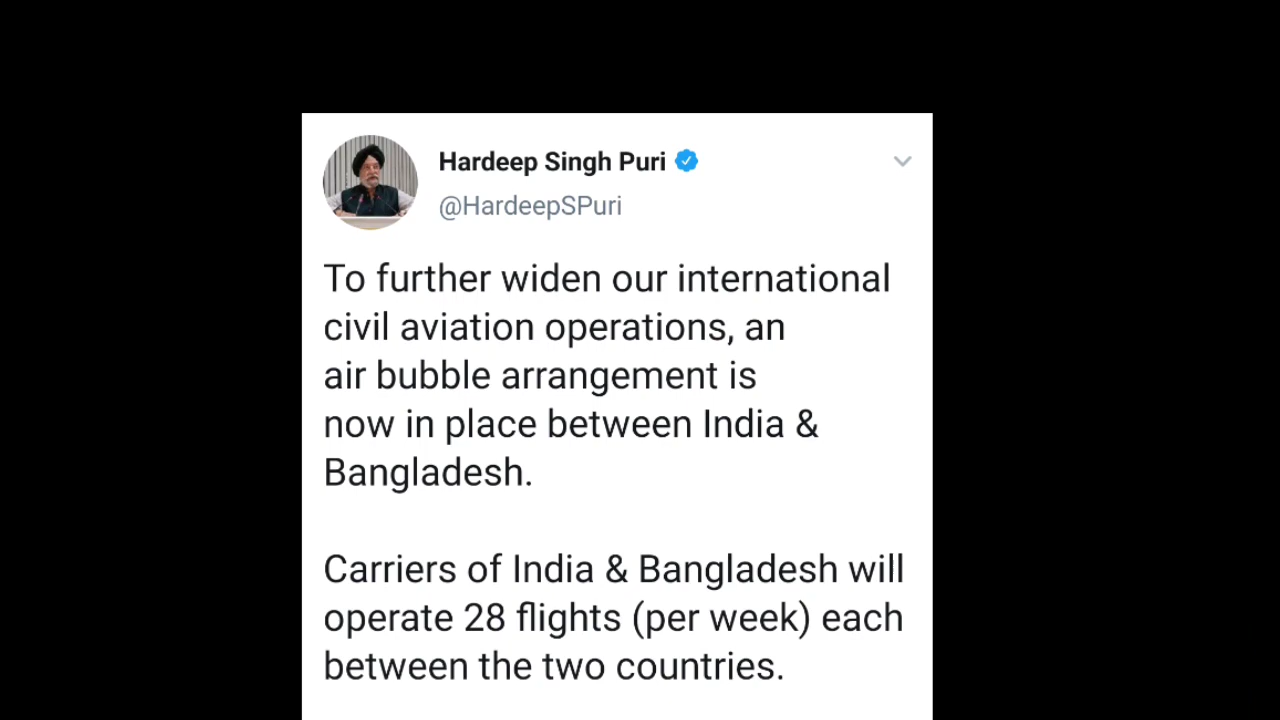 Hardeep Singh Puri
@HardeepSPuri
To further widen our international
civil aviation operations, an
air bubble arrangement is
now in place between India &
Bangladesh.
Carriers of India & Bangladesh will
operate 28 flights (per week) each
between the two countries.